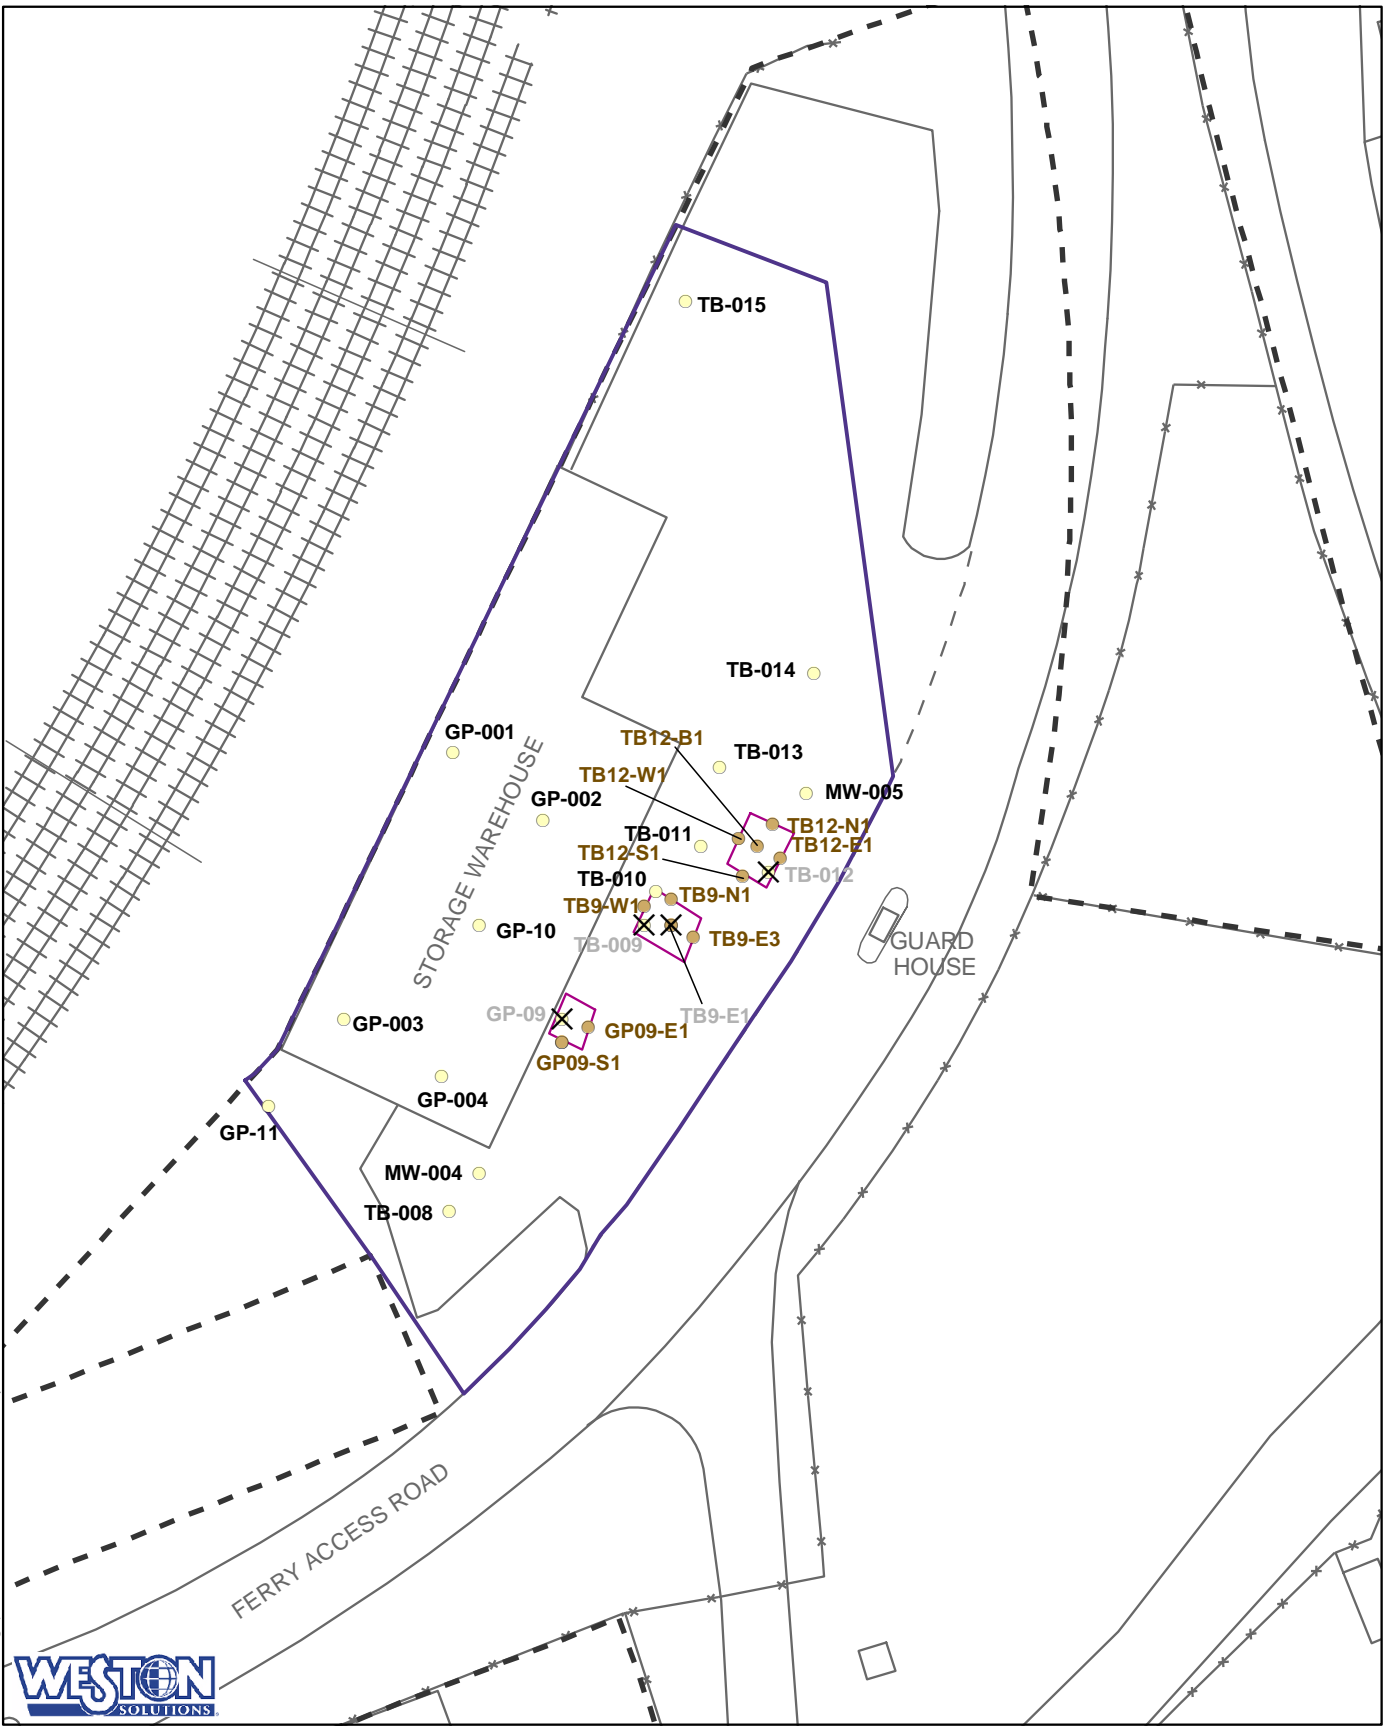 TB-015
TB-014
GP-001
TB12-B1
TB-013
TB12-W1
MW-005
GP-002
TB12-N1
TB-011
TB12-E1
TB12-S1
TB-012
TB-010
TB9-N1
TB9-W1
STORAGE WAREHOUSE
GP-10
TB9-E3
TB-009
GUARD
HOUSE
GP-09
TB9-E1
GP-003
GP09-E1
GP09-S1
GP-004
GP-11
MW-004
TB-008
FERRY ACCESS ROAD
WESTON
SOLUTIONS